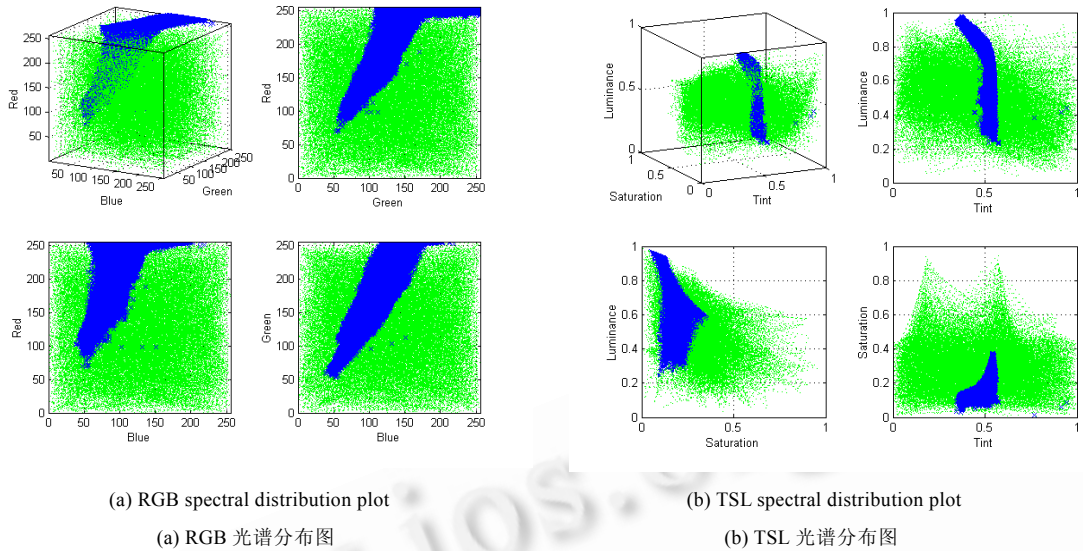 250
200
150
100
50
Red
50 100 150 200 250
Blue
50 100 150 200 250
Green
250
200
150
100
50
0
Red
0 50 100 150 200 250
Green
1
0.5
0
Luminance
1 0.5 0
Saturation
0 0.5 1
Tint
1
0.8
0.6
0.4
0.2
0
Luminance
0 0.5 1
Tint
250
200
150
100
50
0
Red
0 50 100 150 200 250
Blue
250
200
150
100
50
0
Green
0 50 100 150 200 250
Blue
1
0.8
0.6
0.4
0.2
0
Luminance
0 0.5 1
Saturation
1
0.8
0.6
0.4
0.2
0
Saturation
0 0.5 1
Tint
(a) RGB spectral distribution plot
(b) TSL spectral distribution plot
(a) RGB 光谱分布图
(b) TSL 光谱分布图